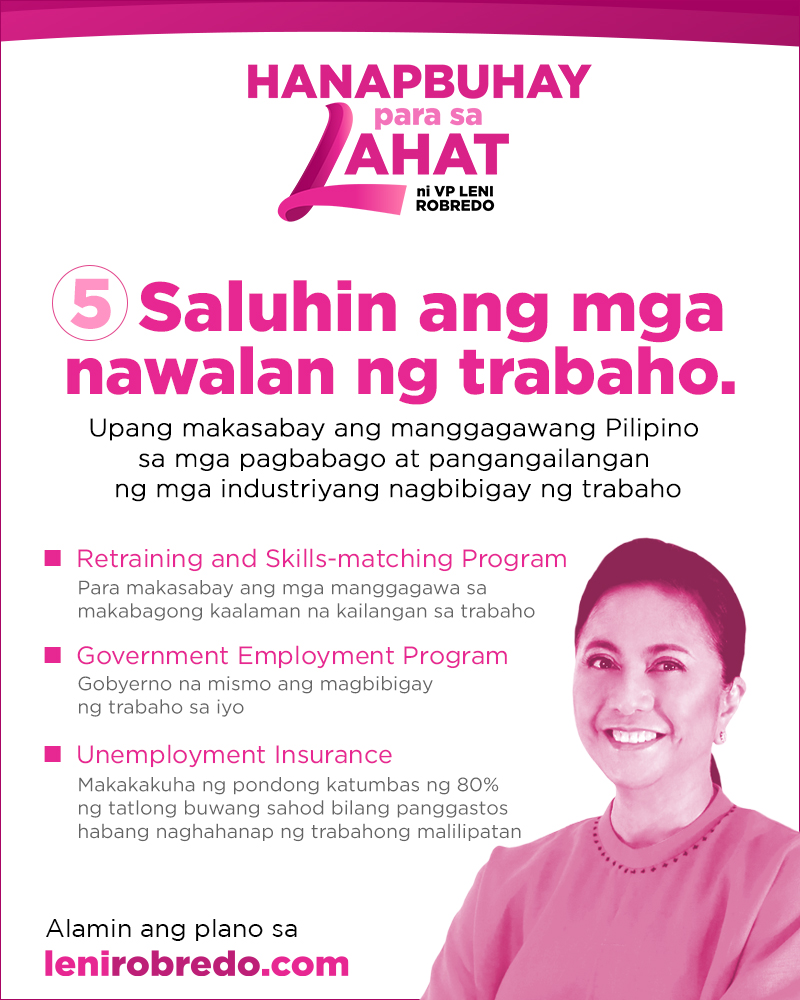 HANAPBUHAY
para sa
LAHAT
ni VP LENI
ROBREDO
5 Saluhin ang mga
nawalan ng trabaho.
Upang makasabay ang manggagawang Pilipino
sa mga pagbabago at pangangailangan
ng mga industriyang nagbibigay ng trabaho
Retraining and Skills-matching Program
Para makasabay ang mga manggagawa sa
makabagong kaalaman na kailangan sa trabaho
Government Employment Program
Gobyerno na mismo ang magbibigay
ng trabaho sa iyo
Unemployment Insurance
Makakakuha ng pondong katumbas ng 80%
ng tatlong buwang sahod bilang panggastos
habang naghahanap ng trabahong malilipatan
Alamin ang plano sa
lenirobredo.com